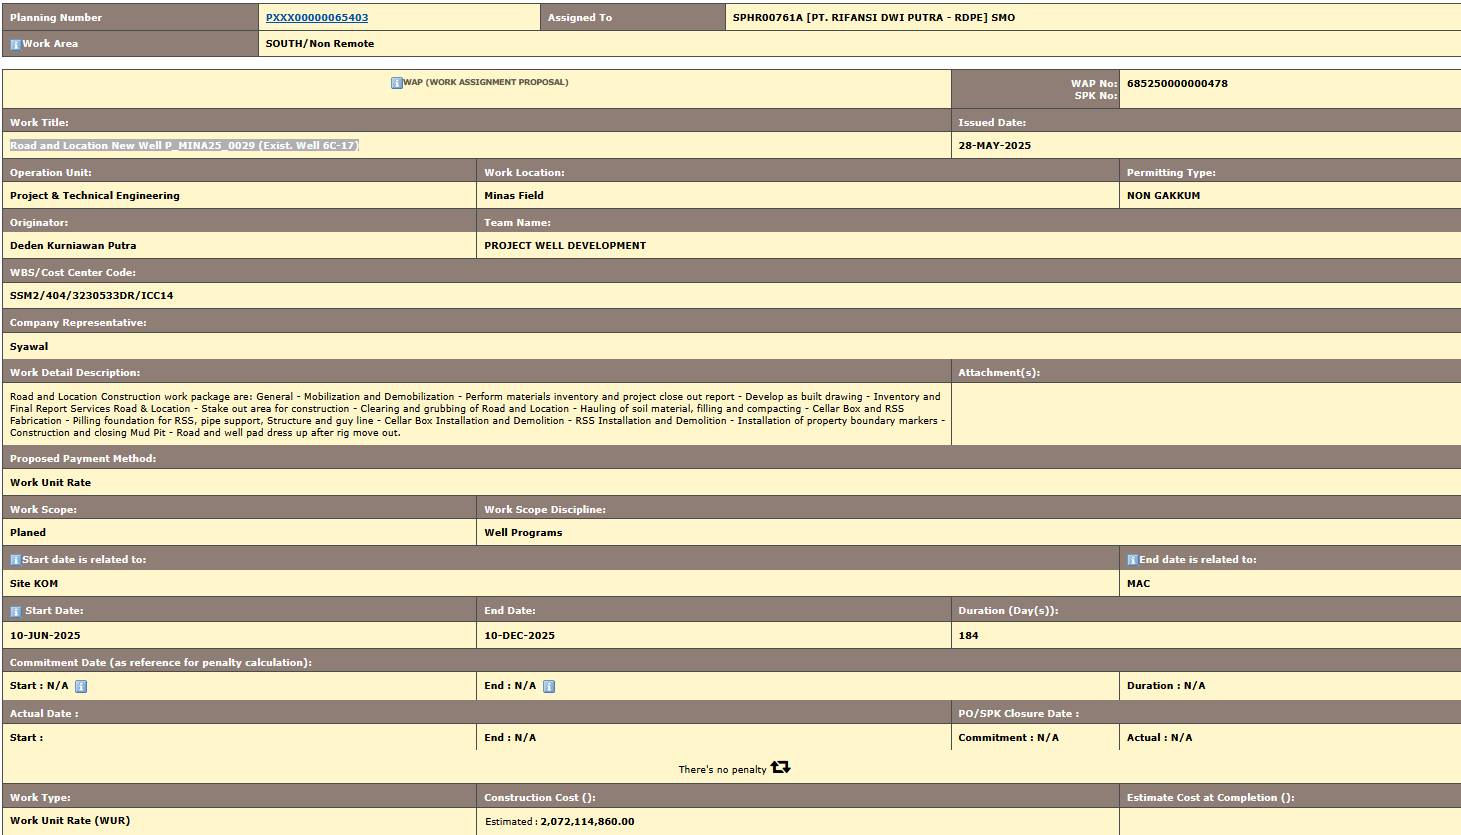 Planning Number PXXX00000065403 Assigned To SPHR00761A [PT. RIFANSI DWI PUTRA - RDPE] SMO
Work Area SOUTH/Non Remote
WAP (WORK ASSIGNMENT PROPOSAL) WAP No: 685250000000478
SPK No:
Work Title: Issued Date:
Road and Location New Well P_MINA25_0029 (Exist. Well 6C-17) 28-MAY-2025
Operation Unit: Work Location: Permitting Type:
Project & Technical Engineering Minas Field NON GAKKUM
Originator: Team Name:
Deden Kurniawan Putra PROJECT WELL DEVELOPMENT
WBS/Cost Center Code:
SSM2/404/3230533DR/ICC14
Company Representative:
Syawal
Work Detail Description: Attachment(s):
Road and Location Construction work package are: General - Mobilization and Demobilization - Perform materials inventory and project close out report - Develop as built drawing - Inventory and
Final Report Services Road & Location - Stake out area for construction - Clearing and grubbing of Road and Location - Hauling of soil material, filling and compacting - Cellar Box and RSS
Fabrication - Pilling foundation for RSS, pipe support, Structure and guy line - Cellar Box Installation and Demolition - RSS Installation and Demolition - Installation of property boundary markers -
Construction and closing Mud Pit - Road and well pad dress up after rig move out.
Proposed Payment Method:
Work Unit Rate
Work Scope: Work Scope Discipline:
Planed Well Programs
Start date is related to: End date is related to:
Site KOM MAC
Start Date: End Date: Duration (Day(s)):
10-JUN-2025 10-DEC-2025 184
Commitment Date (as reference for penalty calculation):
Start : N/A End : N/A Duration : N/A
Actual Date : PO/SPK Closure Date :
Start : End : N/A Commitment : N/A Actual : N/A
There's no penalty
Work Type: Construction Cost (): Estimate Cost at Completion ():
Work Unit Rate (WUR) Estimated : 2,072,114,860.00